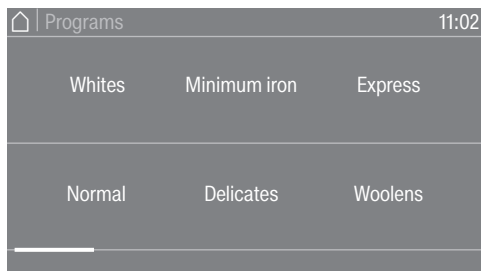 Programs 11:02
Whites Minimum iron Express
Normal Delicates Woolens